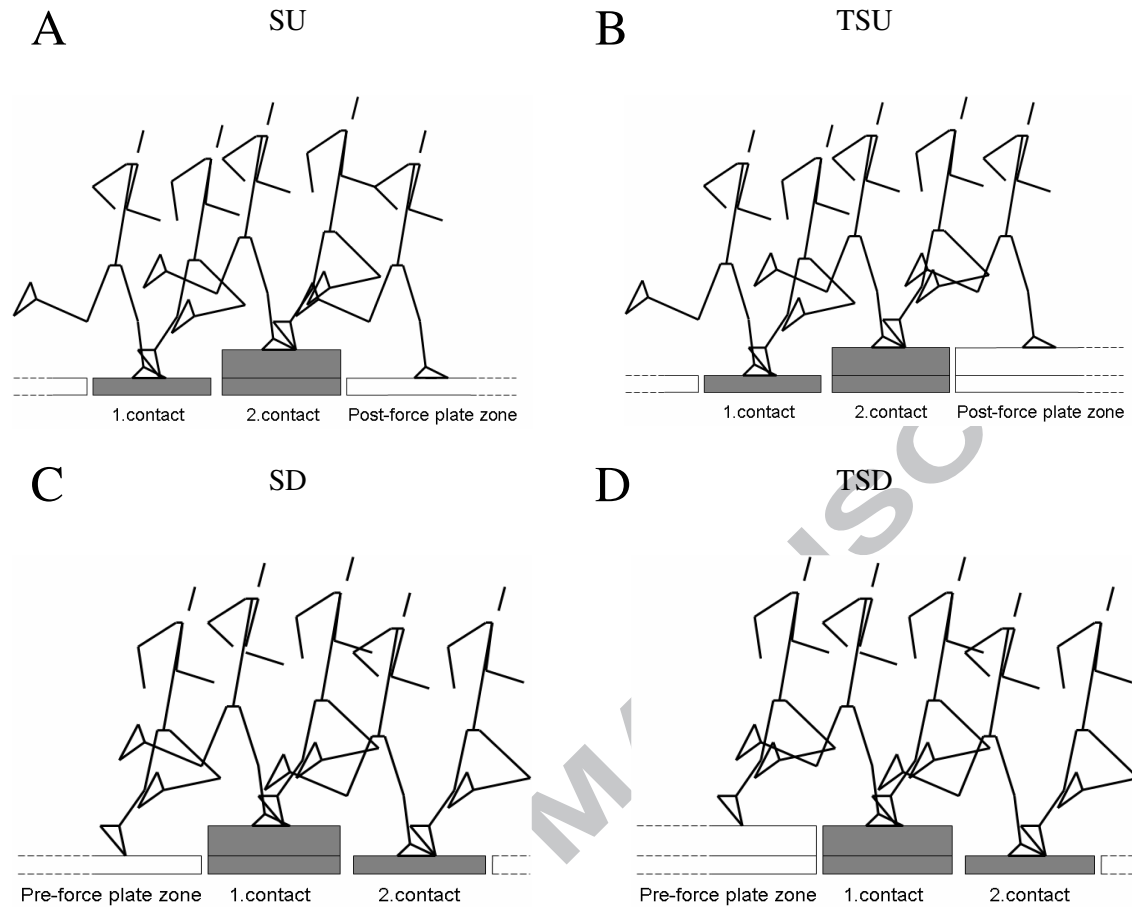 A SU
B TSU
1.contact 2.contact Post-force plate zone
1.contact 2.contact Post-force plate zone
C SD
D TSD
Pre-force plate zone 1.contact 2.contact
Pre-force plate zone 1.contact 2.contact